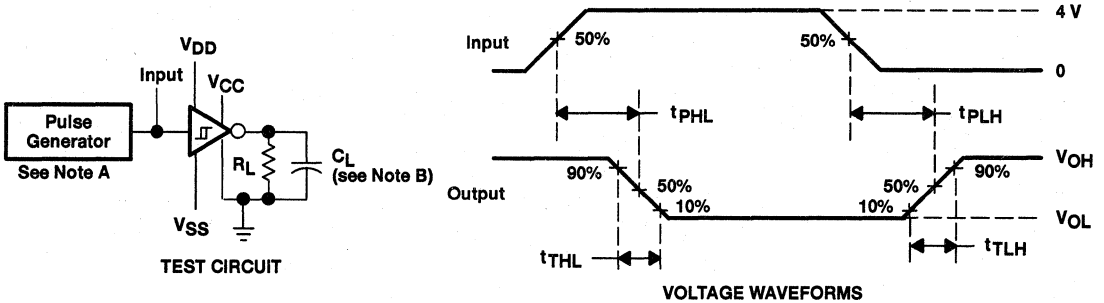 VDD
Input
VCC
Pulse
Generator
See Note A
RL
CL
(see Note B)
VSS
TEST CIRCUIT
Input
50%
50%
4 V
0
tPHL
tPLH
Output
90%
50%
10%
50%
10%
90%
VOH
VOL
tTHL
tTLH
VOLTAGE WAVEFORMS